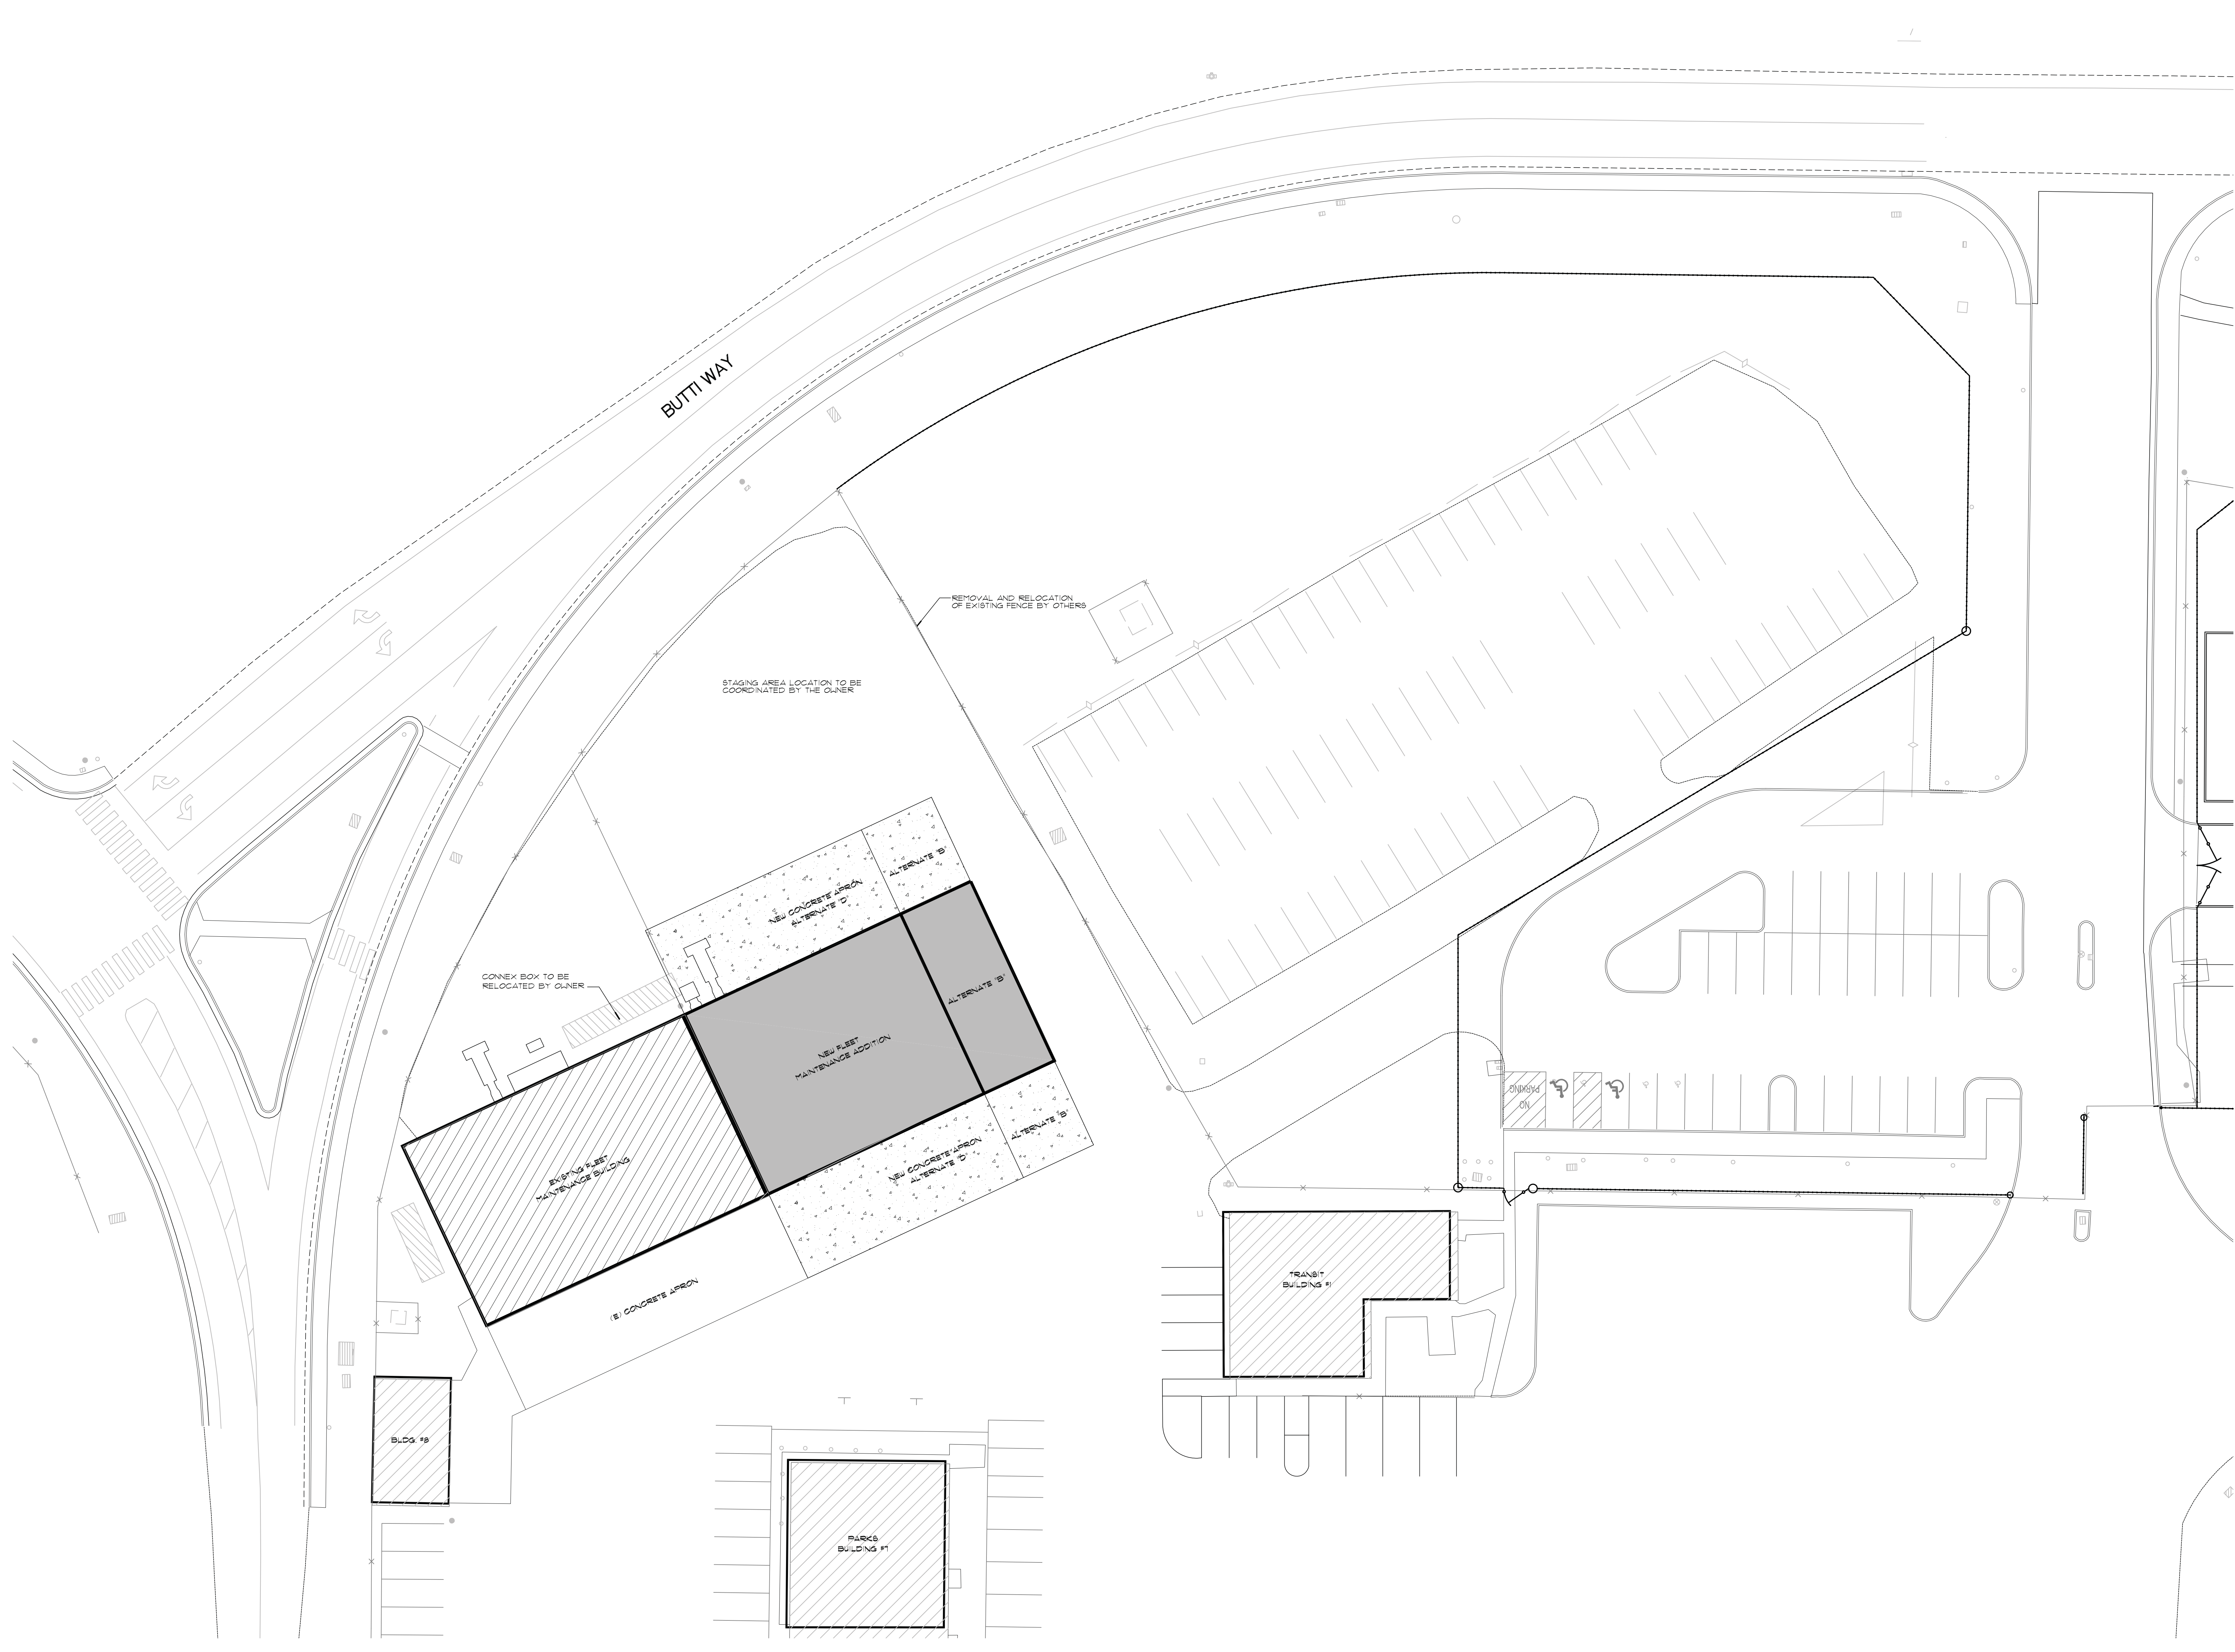 BUTTI WAY
REMOVAL AND RELOCATION
OF EXISTING FENCE BY OTHERS
STAGING AREA LOCATION TO BE
COORDINATED BY THE OWNER
ALTERNATE "B"
NEW CONCRETE APRON
ALTERNATE "D"
CONNEX BOX TO BE
RELOCATED BY OWNER
ALTERNATE "B"
NEW FLEET
MAINTENANCE ADDITION
NO
PARKING
ALTERNATE "B"
NEW CONCRETE APRON
ALTERNATE "D"
EXISTING FLEET
MAINTENANCE BUILDING
(E) CONCRETE APRON
TRANSIT
BUILDING #1
BLDG. #8
PARKS
BUILDING #7